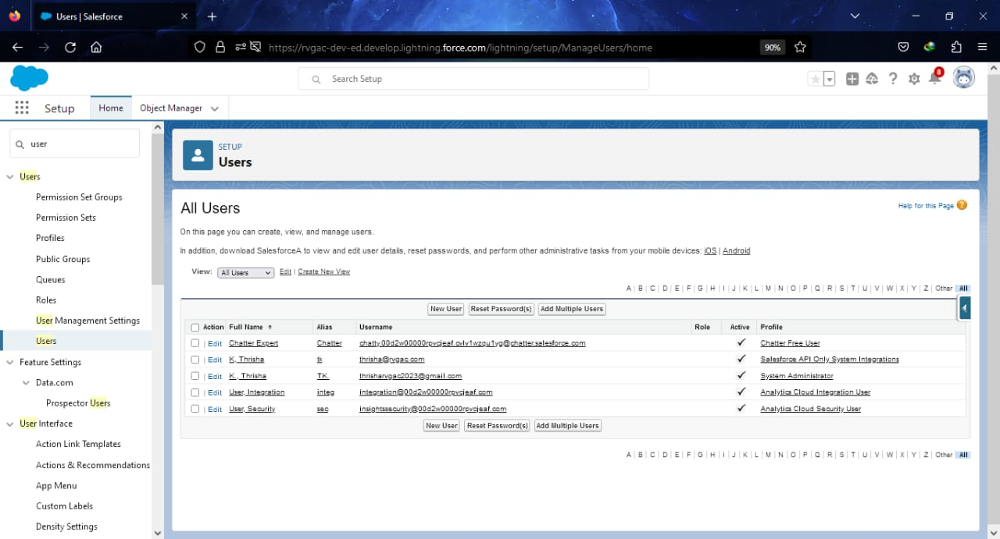 Users | Salesforce
https://rvgac-dev-ed.develop.lightning.force.com/lightning/setup/ManageUsers/home
90%
Search Setup
8
Setup
Home
Object Manager
user
Users
Permission Set Groups
Permission Sets
Profiles
Public Groups
Queues
Roles
User Management Settings
Users
Feature Settings
Data.com
Prospector Users
User Interface
Action Link Templates
Actions & Recommendations
App Menu
Custom Labels
Density Settings
SETUP
Users
All Users
Help for this Page ?
On this page you can create, view, and manage users.
In addition, download SalesforceA to view and edit user details, reset passwords, and perform other administrative tasks from your mobile devices: iOS | Android
View: All Users Edit | Create New View
A | B | C | D | E | F | G | H | I | J | K | L | M | N | O | P | Q | R | S | T | U | V | W | X | Y | Z | Other All
New User Reset Password(s) Add Multiple Users
Action Full Name ↑ Alias Username Role Active Profile
| Edit Chatter Expert Chatter chatty.00d2w00000rpvcjeaf.ovlv1wzqu1yg@chatter.salesforce.com ✓ Chatter Free User
| Edit K, Thrisha tk thrisha@rvgac.com ✓ Salesforce API Only System Integrations
| Edit K., Thrisha TK. thrisharvgac2023@gmail.com ✓ System Administrator
| Edit User, Integration integ integration@00d2w00000rpvcjeaf.com ✓ Analytics Cloud Integration User
| Edit User, Security sec insightssecurity@00d2w00000rpvcjeaf.com ✓ Analytics Cloud Security User
New User Reset Password(s) Add Multiple Users
A | B | C | D | E | F | G | H | I | J | K | L | M | N | O | P | Q | R | S | T | U | V | W | X | Y | Z | Other All